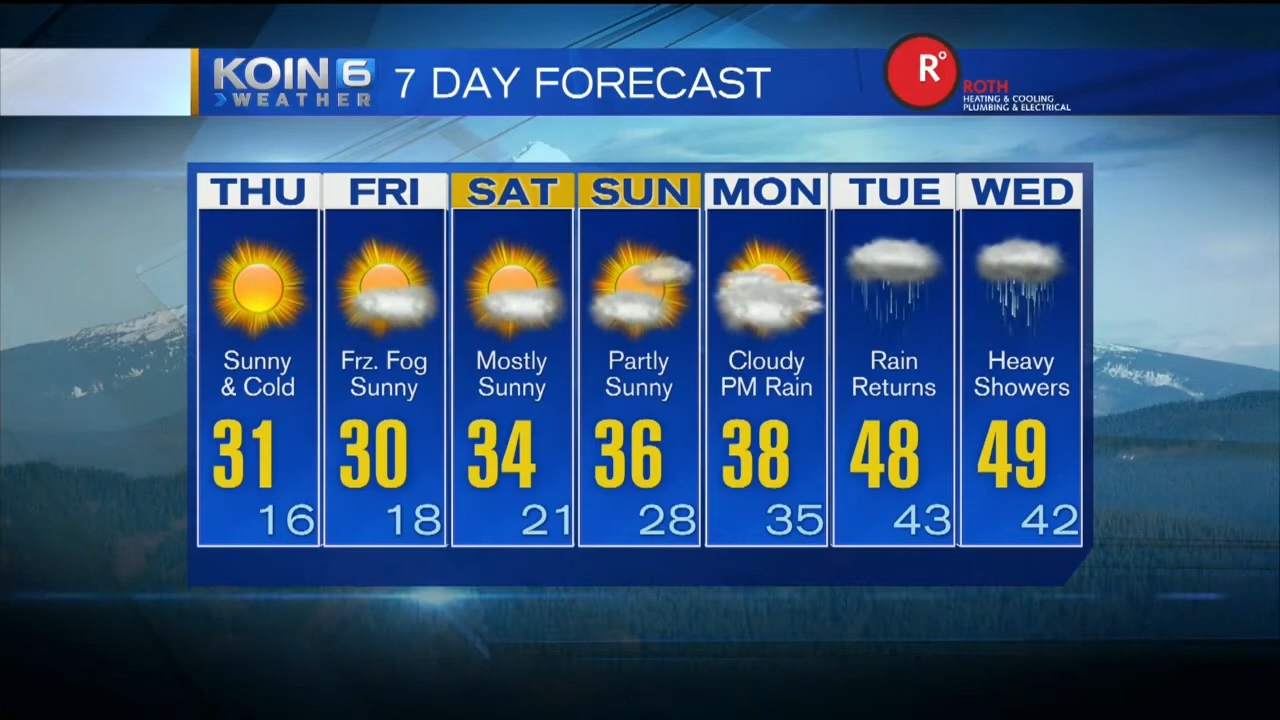 KOIN 6
WEATHER
7 DAY FORECAST
R°
ROTH
HEATING & COOLING
PLUMBING & ELECTRICAL
THU
Sunny
& Cold
31
16
FRI
Frz. Fog
Sunny
30
18
SAT
Mostly
Sunny
34
21
SUN
Partly
Sunny
36
28
MON
Cloudy
PM Rain
38
35
TUE
Rain
Returns
48
43
WED
Heavy
Showers
49
42